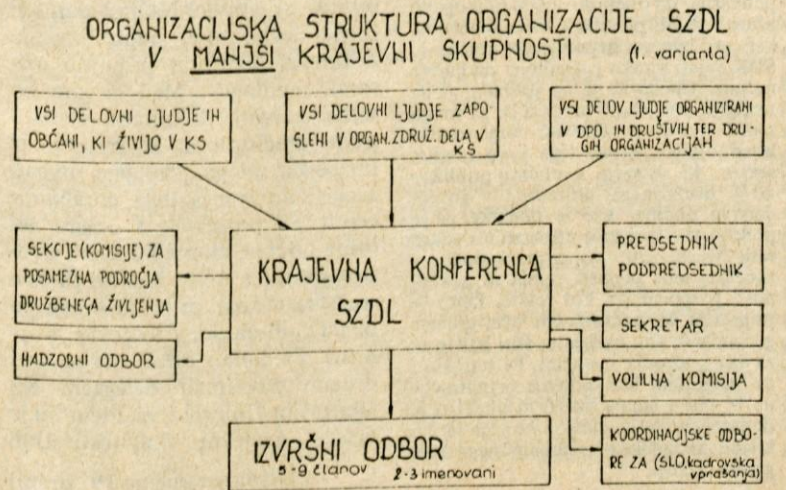 ORGANIZACIJSKA STRUKTURA ORGANIZACIJE SZDL
V MANJŠI KRAJEVNI SKUPNOSTI (1. varianta)
VSI DELOVNI LJUDJE IN
OBČANI, KI ŽIVIJO V KS
VSI DELOVNI LJUDJE ZAPO
SLENI V ORGAN. ZDRUŽ. DELA V
KS
VSI DELOV LJUDJE ORGANIZIRANI
V DPO IN DRUŠTVIH TER DRU-
GIH ORGANIZACIJAH
SEKCIJE (KOMISIJE) ZA
POSAMEZNA PODROČJA
DRUŽBENEGA ŽIVLJENJA
NADZORNI ODBOR
KRAJEVNA KONFERENCA
SZDL
PREDSEDNIK
PODPREDSEDNIK
SEKRETAR
VOLILNA KOMISIJA
KOORDINACIJSKE ODBO-
RE ZA (SLO, kadrovska
vprašanja)
IZVRŠNI ODBOR
5-9 članov 2-3 imenovani